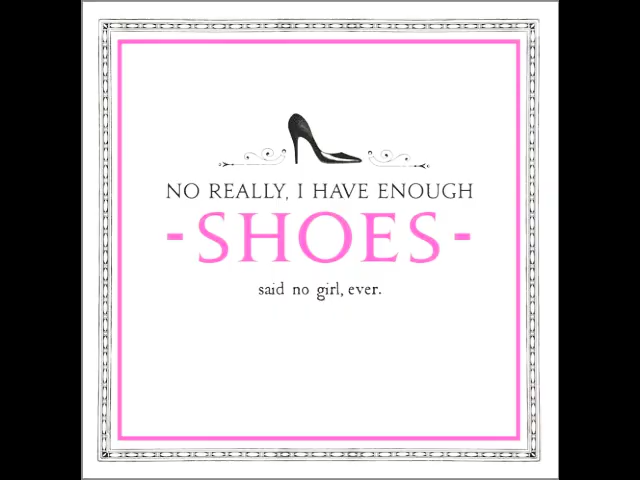 NO REALLY, I HAVE ENOUGH
-SHOES-
said no girl, ever.